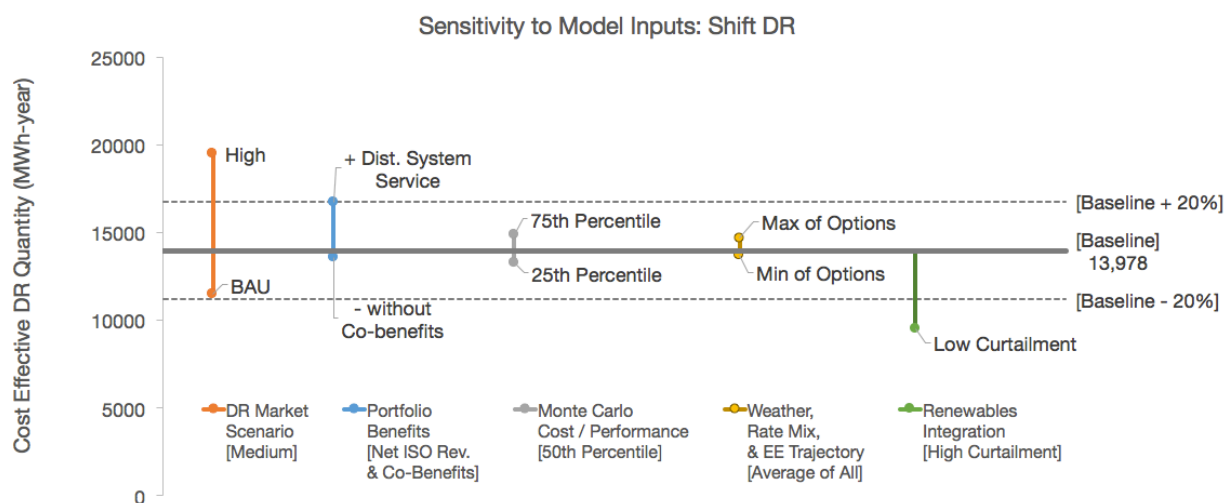 Sensitivity to Model Inputs: Shift DR
Cost Effective DR Quantity (MWh-year)
25000
20000
15000
10000
5000
0
High
BAU
+ Dist. System
Service
- without
Co-benefits
75th Percentile
25th Percentile
Max of Options
Min of Options
Low Curtailment
[Baseline + 20%]
[Baseline]
13,978
[Baseline - 20%]
DR Market
Scenario
[Medium]
Portfolio
Benefits
[Net ISO Rev.
& Co-Benefits]
Monte Carlo
Cost / Performance
[50th Percentile]
Weather,
Rate Mix,
& EE Trajectory
[Average of All]
Renewables
Integration
[High Curtailment]